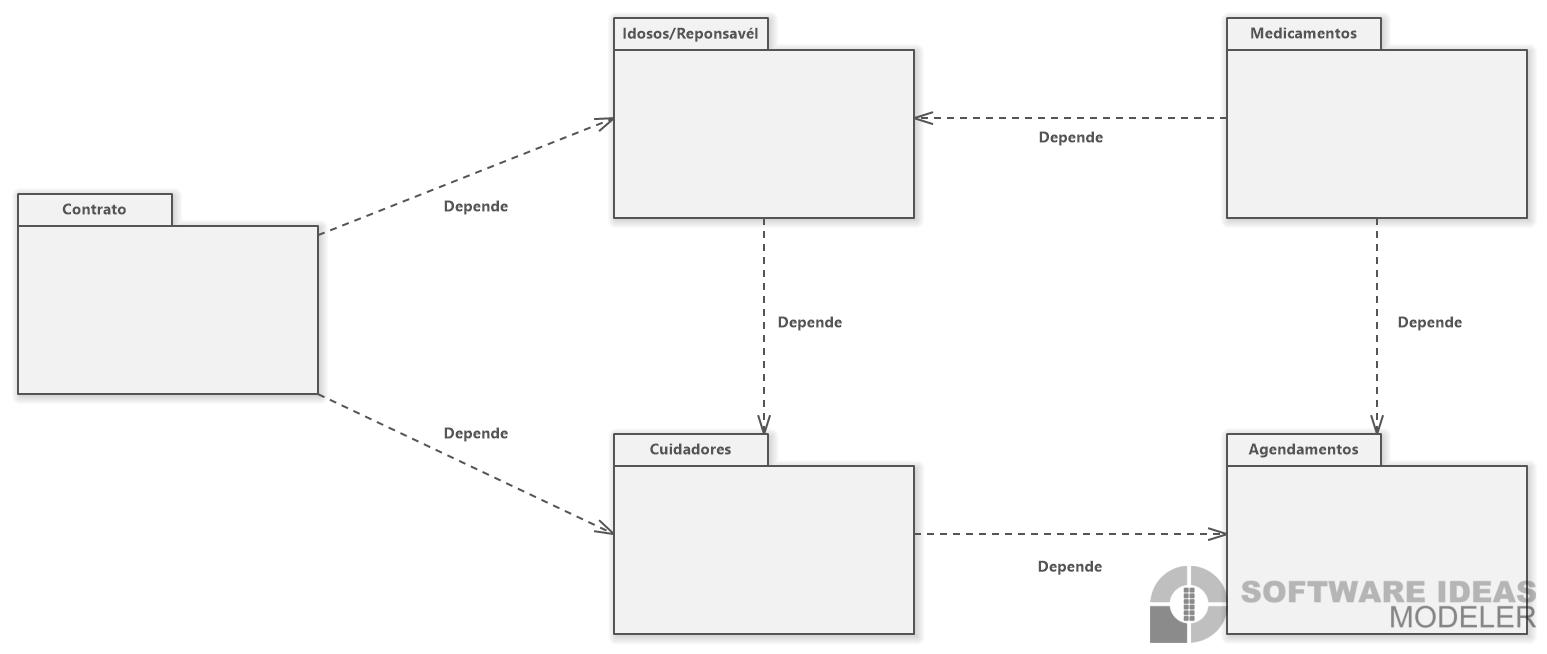 Idosos/Reponsavél
Medicamentos
Depende
Contrato
Depende
Depende
Depende
Depende
Cuidadores
Agendamentos
Depende
SOFTWARE IDEAS
MODELER